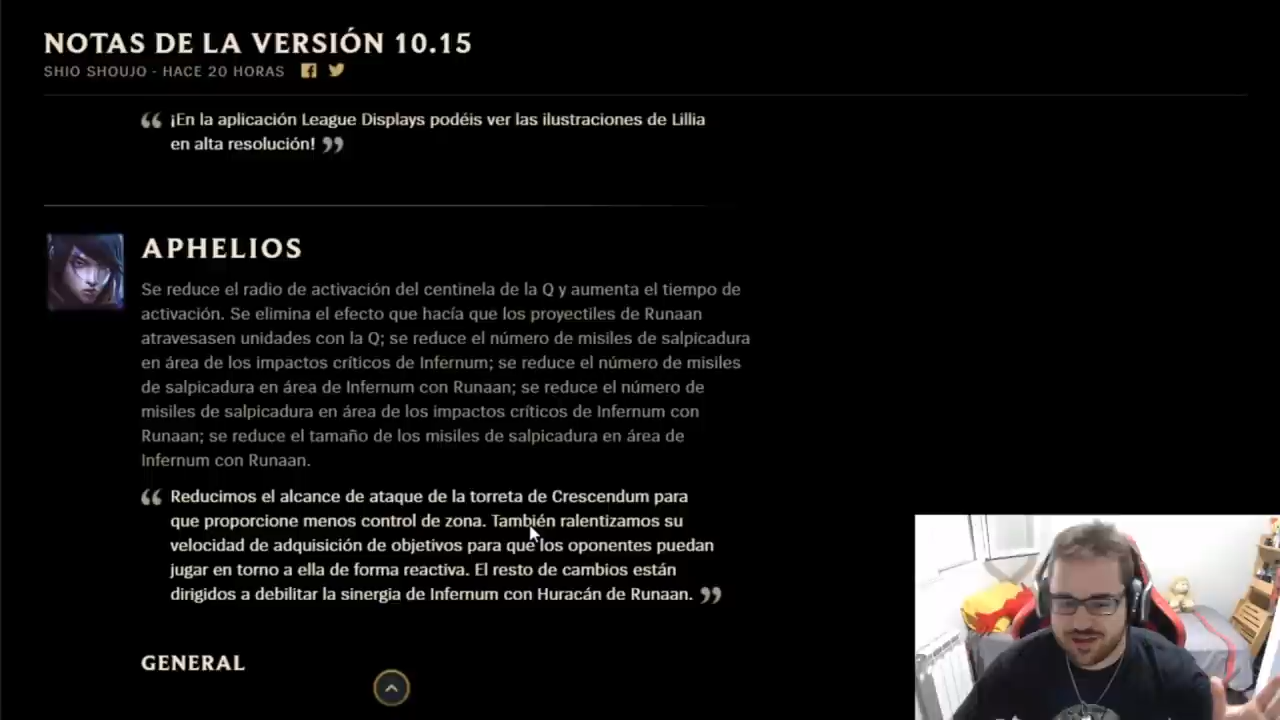 NOTAS DE LA VERSIÓN 10.15
SHIO SHOUJO - HACE 20 HORAS
“ ¡En la aplicación League Displays podéis ver las ilustraciones de Lillia
en alta resolución! ”
APHELIOS
Se reduce el radio de activación del centinela de la Q y aumenta el tiempo de
activación. Se elimina el efecto que hacía que los proyectiles de Runaan
atravesasen unidades con la Q; se reduce el número de misiles de salpicadura
en área de los impactos críticos de Infernum; se reduce el número de misiles
de salpicadura en área de Infernum con Runaan; se reduce el número de
misiles de salpicadura en área de los impactos críticos de Infernum con
Runaan; se reduce el tamaño de los misiles de salpicadura en área de
Infernum con Runaan.
“ Reducimos el alcance de ataque de la torreta de Crescendum para
que proporcione menos control de zona. También ralentizamos su
velocidad de adquisición de objetivos para que los oponentes puedan
jugar en torno a ella de forma reactiva. El resto de cambios están
dirigidos a debilitar la sinergia de Infernum con Huracán de Runaan. ”
GENERAL